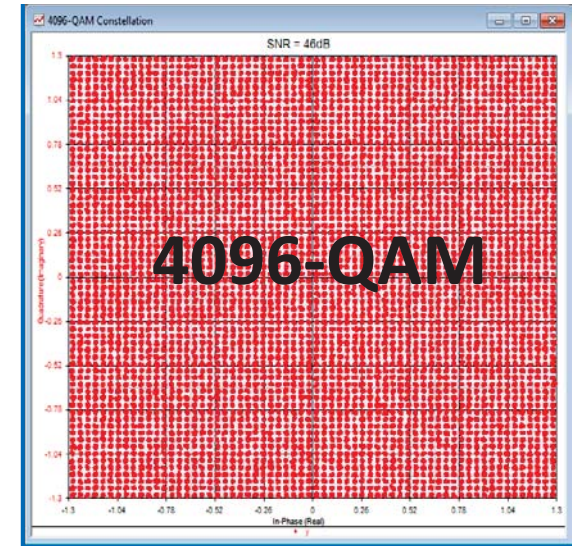 4096-QAM Constellation
SNR = 46dB
1.3
1.04
0.78
0.52
0.26
0
-0.26
-0.52
-0.78
-1.04
-1.3
Quadrature (Imaginary)
4096-QAM
-1.3 -1.04 -0.78 -0.52 -0.26 0 0.26 0.52 0.78 1.04 1.3
In-Phase (Real)